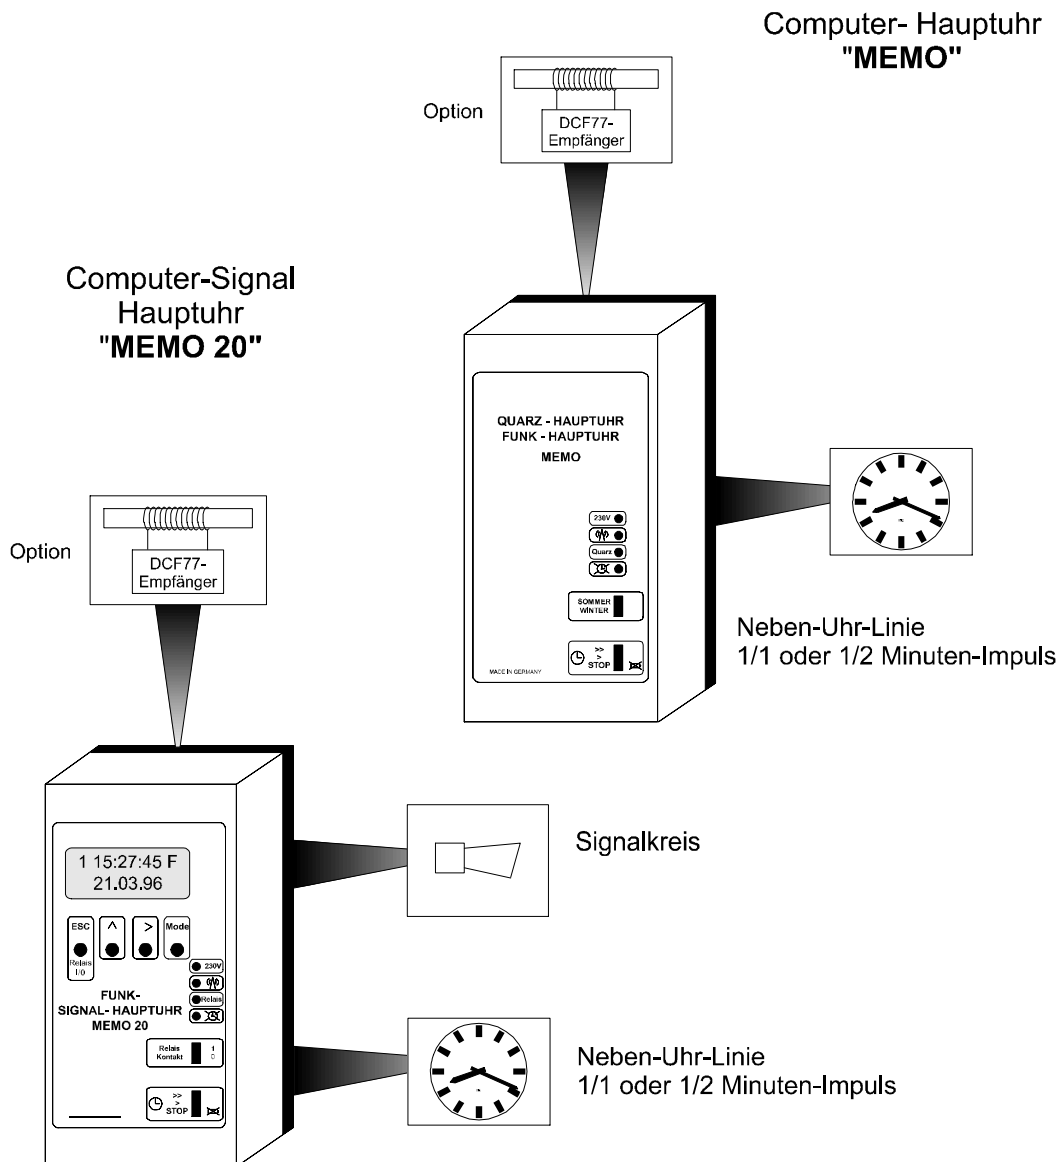 Computer- Hauptuhr
"MEMO"
Option
DCF77-
Empfänger
QUARZ - HAUPTUHR
FUNK - HAUPTUHR
MEMO
230V
Quarz
SOMMER
WINTER
>>
>
STOP
MADE IN GERMANY
Neben-Uhr-Linie
1/1 oder 1/2 Minuten-Impuls
Computer-Signal
Hauptuhr
"MEMO 20"
Option
DCF77-
Empfänger
1 15:27:45 F
21.03.96
ESC
^
>
Mode
Relais
I/0
230V
Relais
FUNK-
SIGNAL- HAUPTUHR
MEMO 20
Relais 1
Kontakt 0
>>
>
STOP
Signalkreis
Neben-Uhr-Linie
1/1 oder 1/2 Minuten-Impuls